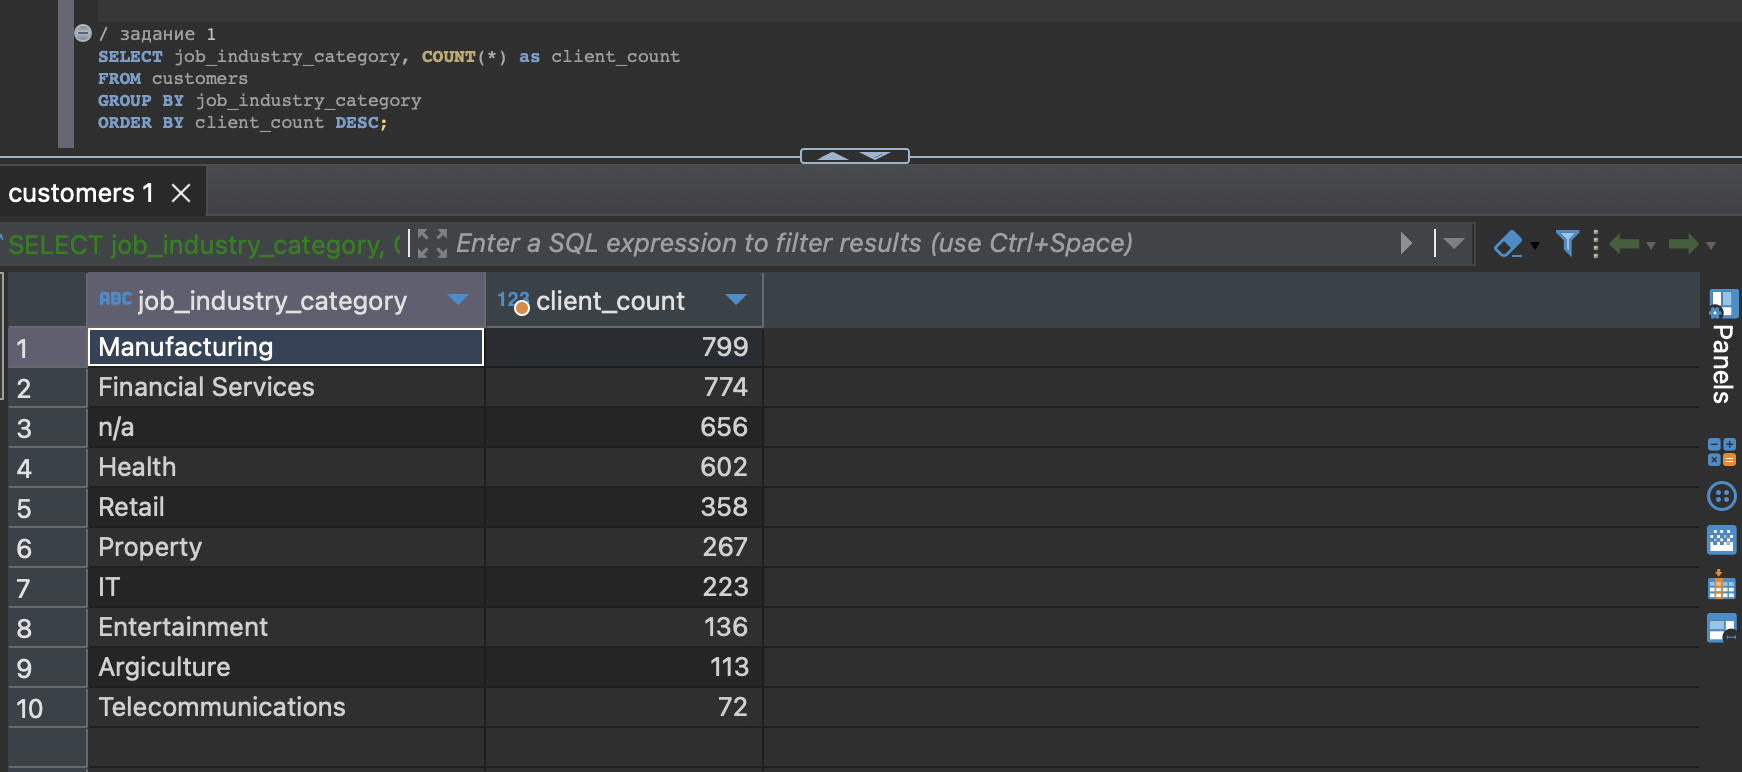 / задание 1
SELECT job_industry_category, COUNT(*) as client_count
FROM customers
GROUP BY job_industry_category
ORDER BY client_count DESC;
customers 1
SELECT job_industry_category, Enter a SQL expression to filter results (use Ctrl+Space)
ABC job_industry_category 123 client_count
1 Manufacturing 799
2 Financial Services 774
3 n/a 656
4 Health 602
5 Retail 358
6 Property 267
7 IT 223
8 Entertainment 136
9 Argiculture 113
10 Telecommunications 72
Panels